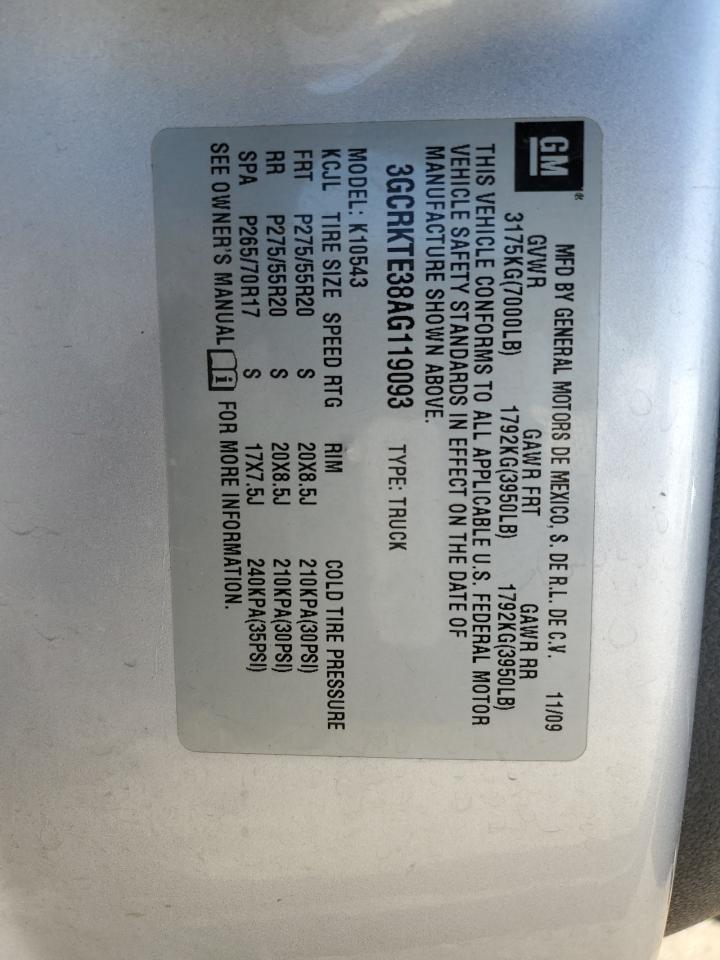 GM®
MFD BY GENERAL MOTORS DE MEXICO, S. DE R.L. DE C.V. 11/09
GVWR GAWR FRT GAWR RR
3175KG(7000LB) 1792KG(3950LB) 1792KG(3950LB)
THIS VEHICLE CONFORMS TO ALL APPLICABLE U.S. FEDERAL MOTOR
VEHICLE SAFETY STANDARDS IN EFFECT ON THE DATE OF
MANUFACTURE SHOWN ABOVE.
3GCRKTE38AG119093 TYPE: TRUCK
MODEL: K10543
KCJL TIRE SIZE SPEED RTG RIM COLD TIRE PRESSURE
FRT P275/55R20 S 20X8.5J 210KPA(30PSI)
RR P275/55R20 S 20X8.5J 210KPA(30PSI)
SPA P265/70R17 S 17X7.5J 240KPA(35PSI)
SEE OWNER'S MANUAL i FOR MORE INFORMATION.